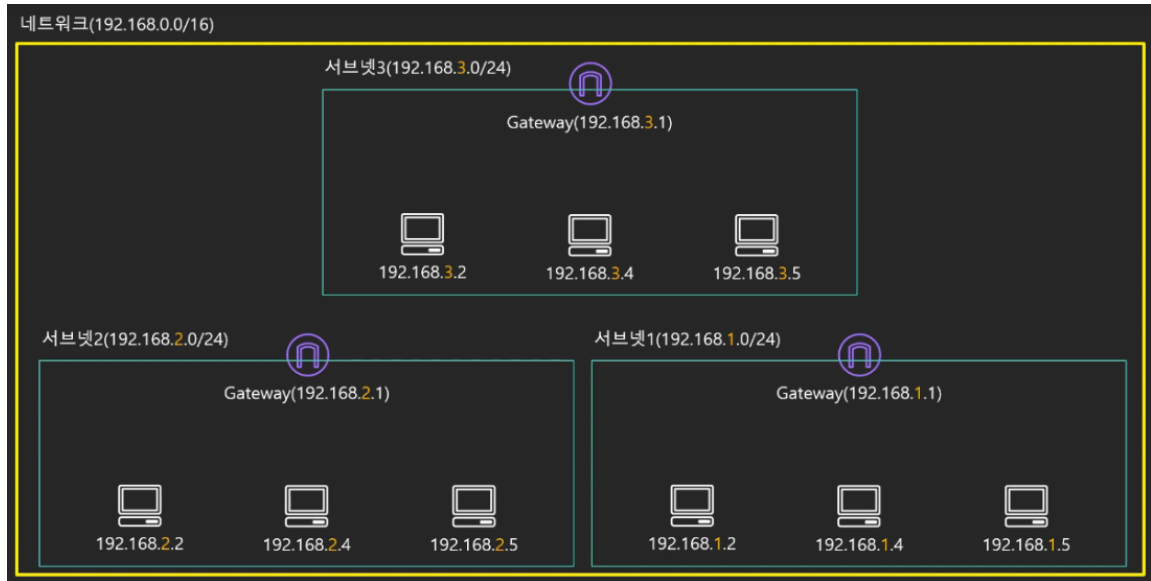 네트워크(192.168.0.0/16)
서브넷3(192.168.3.0/24)
Gateway(192.168.3.1)
192.168.3.2
192.168.3.4
192.168.3.5
서브넷2(192.168.2.0/24)
Gateway(192.168.2.1)
192.168.2.2
192.168.2.4
192.168.2.5
서브넷1(192.168.1.0/24)
Gateway(192.168.1.1)
192.168.1.2
192.168.1.4
192.168.1.5